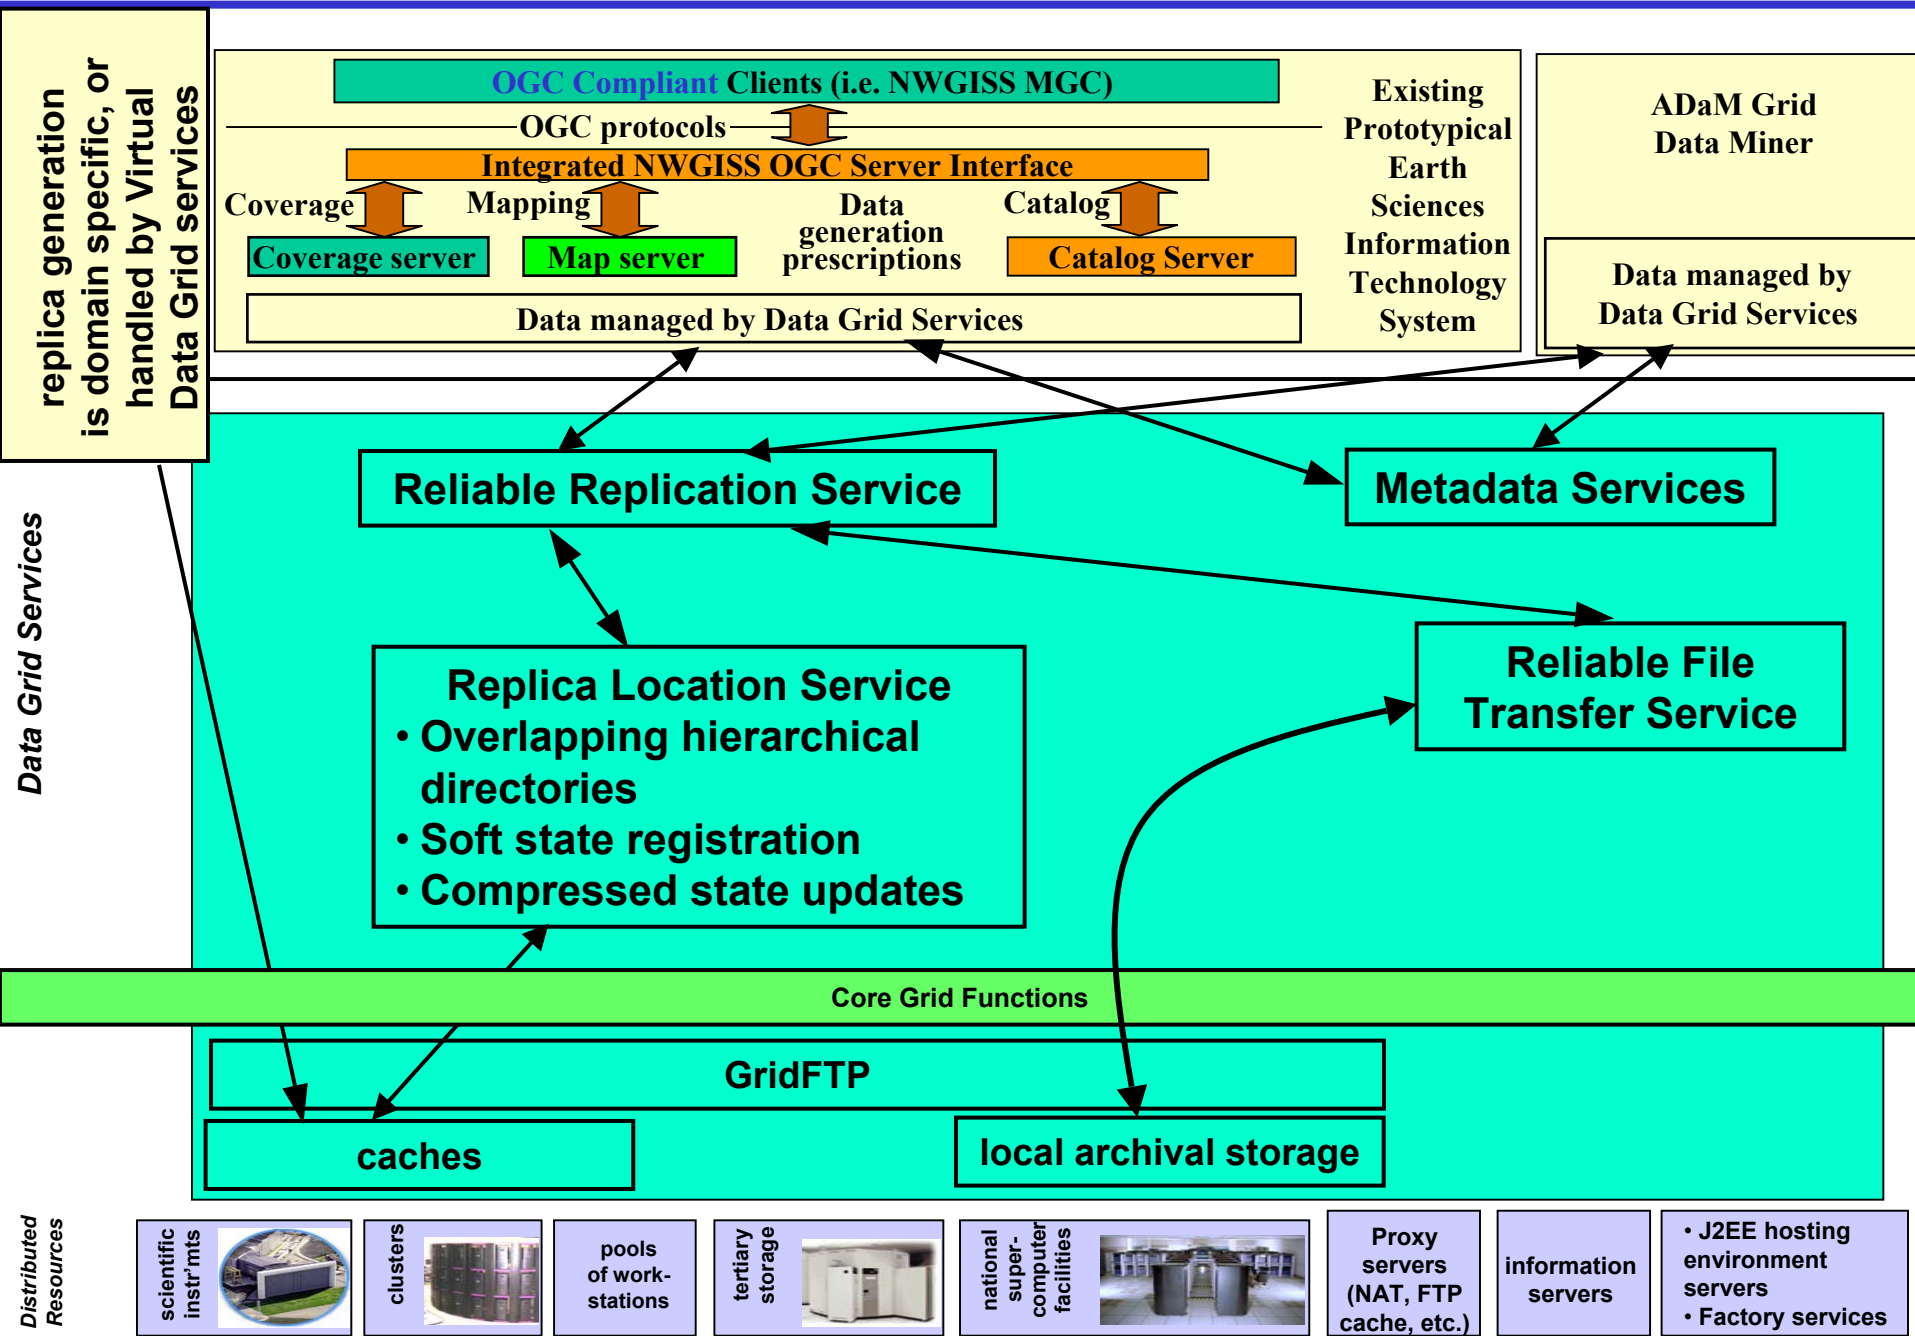 replica generation
is domain specific, or
handled by Virtual
Data Grid services
OGC Compliant Clients (i.e. NWGISS MGC)
OGC protocols
Integrated NWGISS OGC Server Interface
Coverage
Mapping
Data
generation
prescriptions
Catalog
Coverage server
Map server
Catalog Server
Data managed by Data Grid Services
Existing
Prototypical
Earth
Sciences
Information
Technology
System
ADaM Grid
Data Miner
Data managed by
Data Grid Services
Data Grid Services
Reliable Replication Service
Metadata Services
Replica Location Service
• Overlapping hierarchical
directories
• Soft state registration
• Compressed state updates
Reliable File
Transfer Service
Core Grid Functions
GridFTP
caches
local archival storage
Distributed
Resources
scientific
instr'mts
clusters
pools
of work-
stations
tertiary
storage
national
super-
computer
facilities
Proxy
servers
(NAT, FTP
cache, etc.)
information
servers
• J2EE hosting
environment
servers
• Factory services